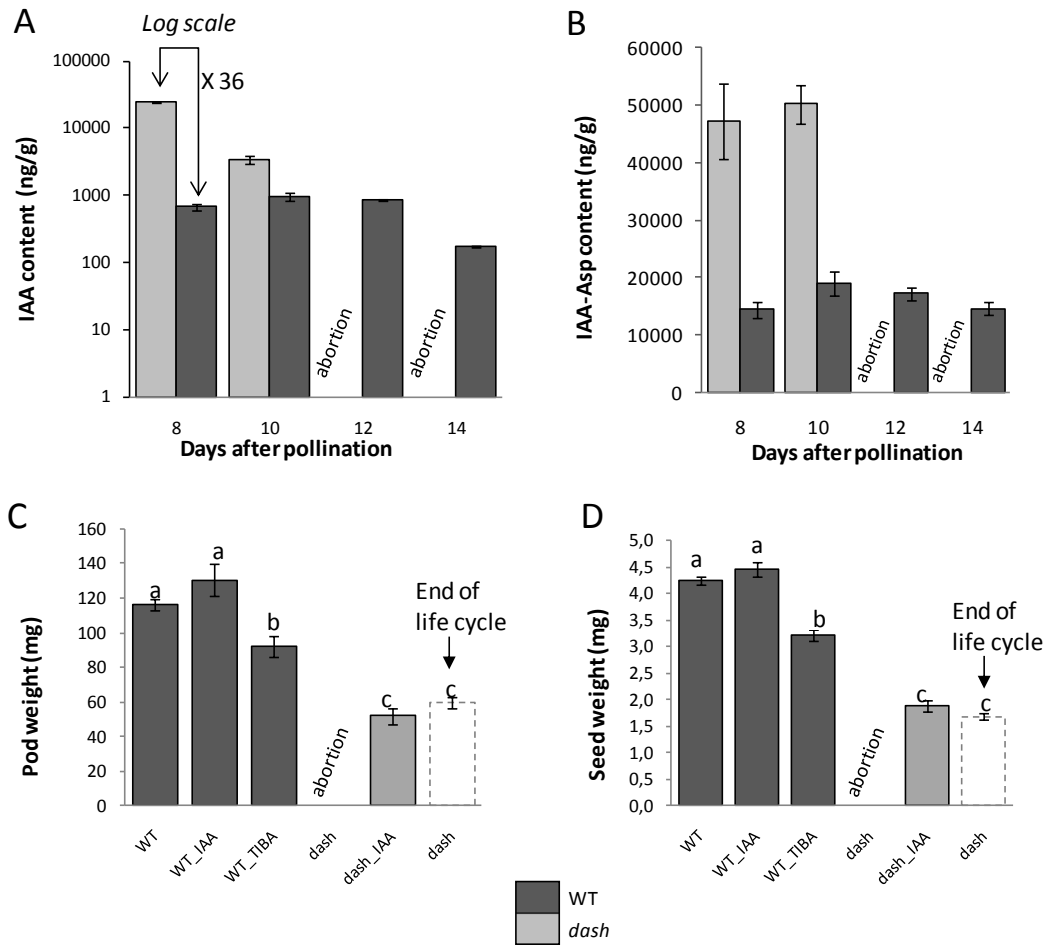 A
Log scale
X 36
100000
10000
1000
100
10
1
IAA content (ng/g)
abortion
abortion
8 10 12 14
Days after pollination
B
60000
50000
40000
30000
20000
10000
0
IAA-Asp content (ng/g)
abortion
abortion
8 10 12 14
Days after pollination
C
160
140
120
100
80
60
40
20
0
Pod weight (mg)
a
a
b
abortion
c
c
End of
life cycle
WT WT_IAA WT_TIBA dash dash_IAA dash
D
5,0
4,5
4,0
3,5
3,0
2,5
2,0
1,5
1,0
0,5
0,0
Seed weight (mg)
a
a
b
abortion
c
c
End of
life cycle
WT WT_IAA WT_TIBA dash dash_IAA dash
WT
dash